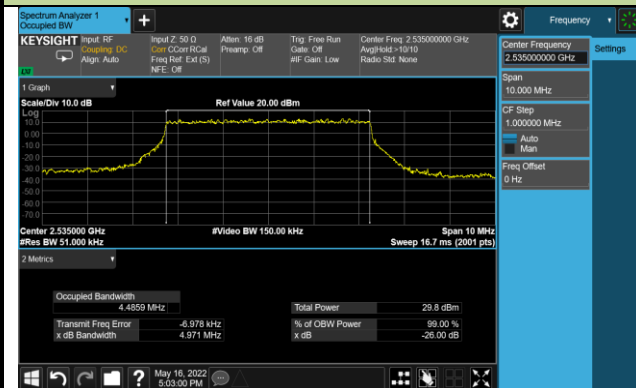 Spectrum Analyzer 1
Occupied BW
+
Frequency
KEYSIGHT
Input: RF
Coupling: DC
Align: Auto
Input Z: 50 Ω
Corr CCorr RCal
Freq Ref: Ext (S)
NFE: Off
Atten: 16 dB
Preamp: Off
Trig: Free Run
Gate: Off
#IF Gain: Low
Center Freq: 2.535000000 GHz
Avg|Hold:>10/10
Radio Std: None
Center Frequency
2.535000000 GHz
Settings
Span
10.000 MHz
CF Step
1.000000 MHz
Auto
Man
Freq Offset
0 Hz
1 Graph
Scale/Div 10.0 dB
Ref Value 20.00 dBm
Log
10.0
0.00
-10.0
-20.0
-30.0
-40.0
-50.0
-60.0
-70.0
Center 2.535000 GHz
#Video BW 150.00 kHz
Span 10 MHz
#Res BW 51.000 kHz
Sweep 16.7 ms (2001 pts)
2 Metrics
Occupied Bandwidth
4.4859 MHz
Total Power
29.8 dBm
Transmit Freq Error
-6.978 kHz
% of OBW Power
99.00 %
x dB Bandwidth
4.971 MHz
x dB
-26.00 dB
?
May 16, 2022
5:03:00 PM